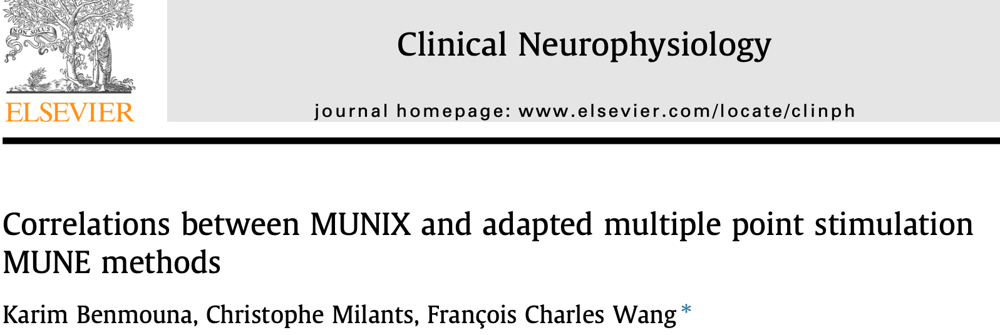 NON SOLUS
ELSEVIER
Clinical Neurophysiology
journal homepage: www.elsevier.com/locate/clinph
Correlations between MUNIX and adapted multiple point stimulation
MUNE methods
Karim Benmouna, Christophe Milants, François Charles Wang *